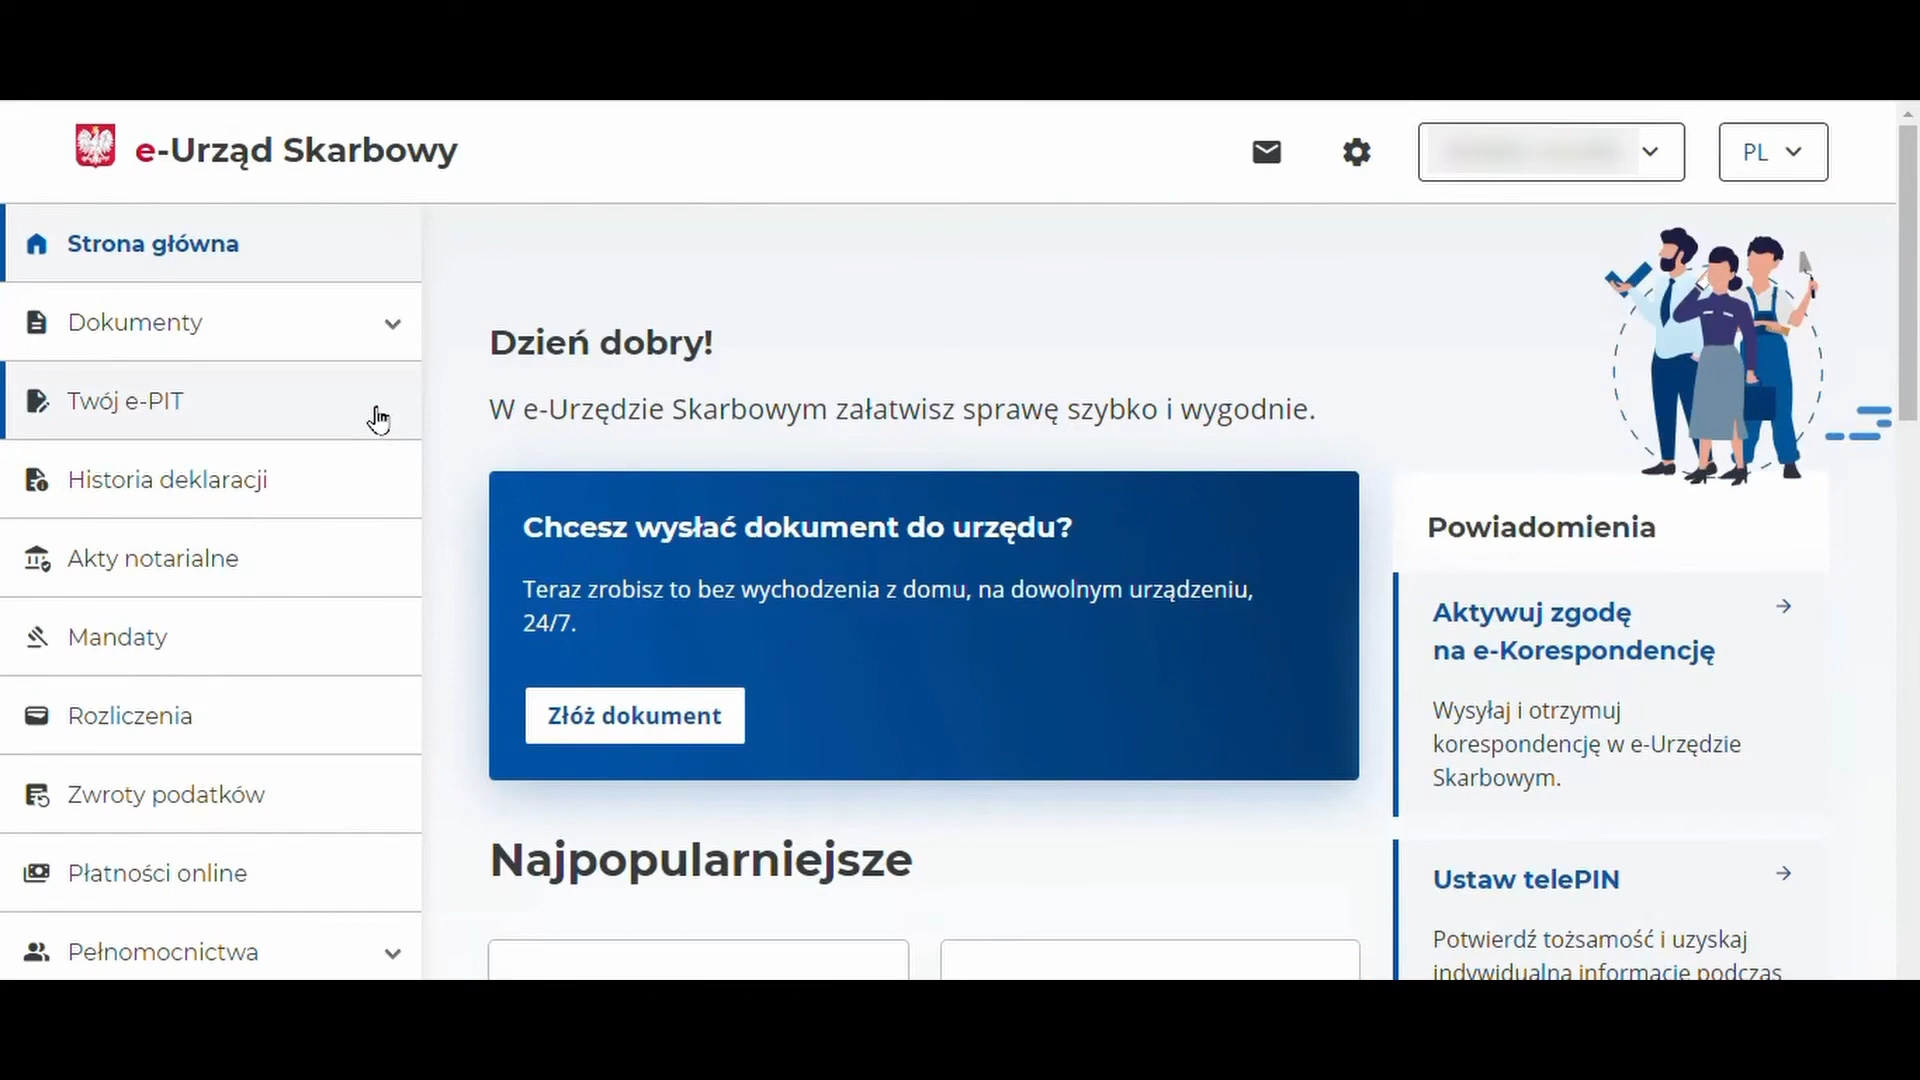 e-Urząd Skarbowy
PL
Strona główna
Dokumenty
Twój e-PIT
Historia deklaracji
Akty notarialne
Mandaty
Rozliczenia
Zwroty podatków
Płatności online
Pełnomocnictwa
Dzień dobry!
W e-Urzędzie Skarbowym załatwisz sprawę szybko i wygodnie.
Chcesz wysłać dokument do urzędu?
Teraz zrobisz to bez wychodzenia z domu, na dowolnym urządzeniu,
24/7.
Złóż dokument
Najpopularniejsze
Powiadomienia
Aktywuj zgodę
na e-Korespondencję
Wysyłaj i otrzymuj
korespondencję w e-Urzędzie
Skarbowym.
Ustaw telePIN
Potwierdź tożsamość i uzyskaj
indywidualną informację podczas